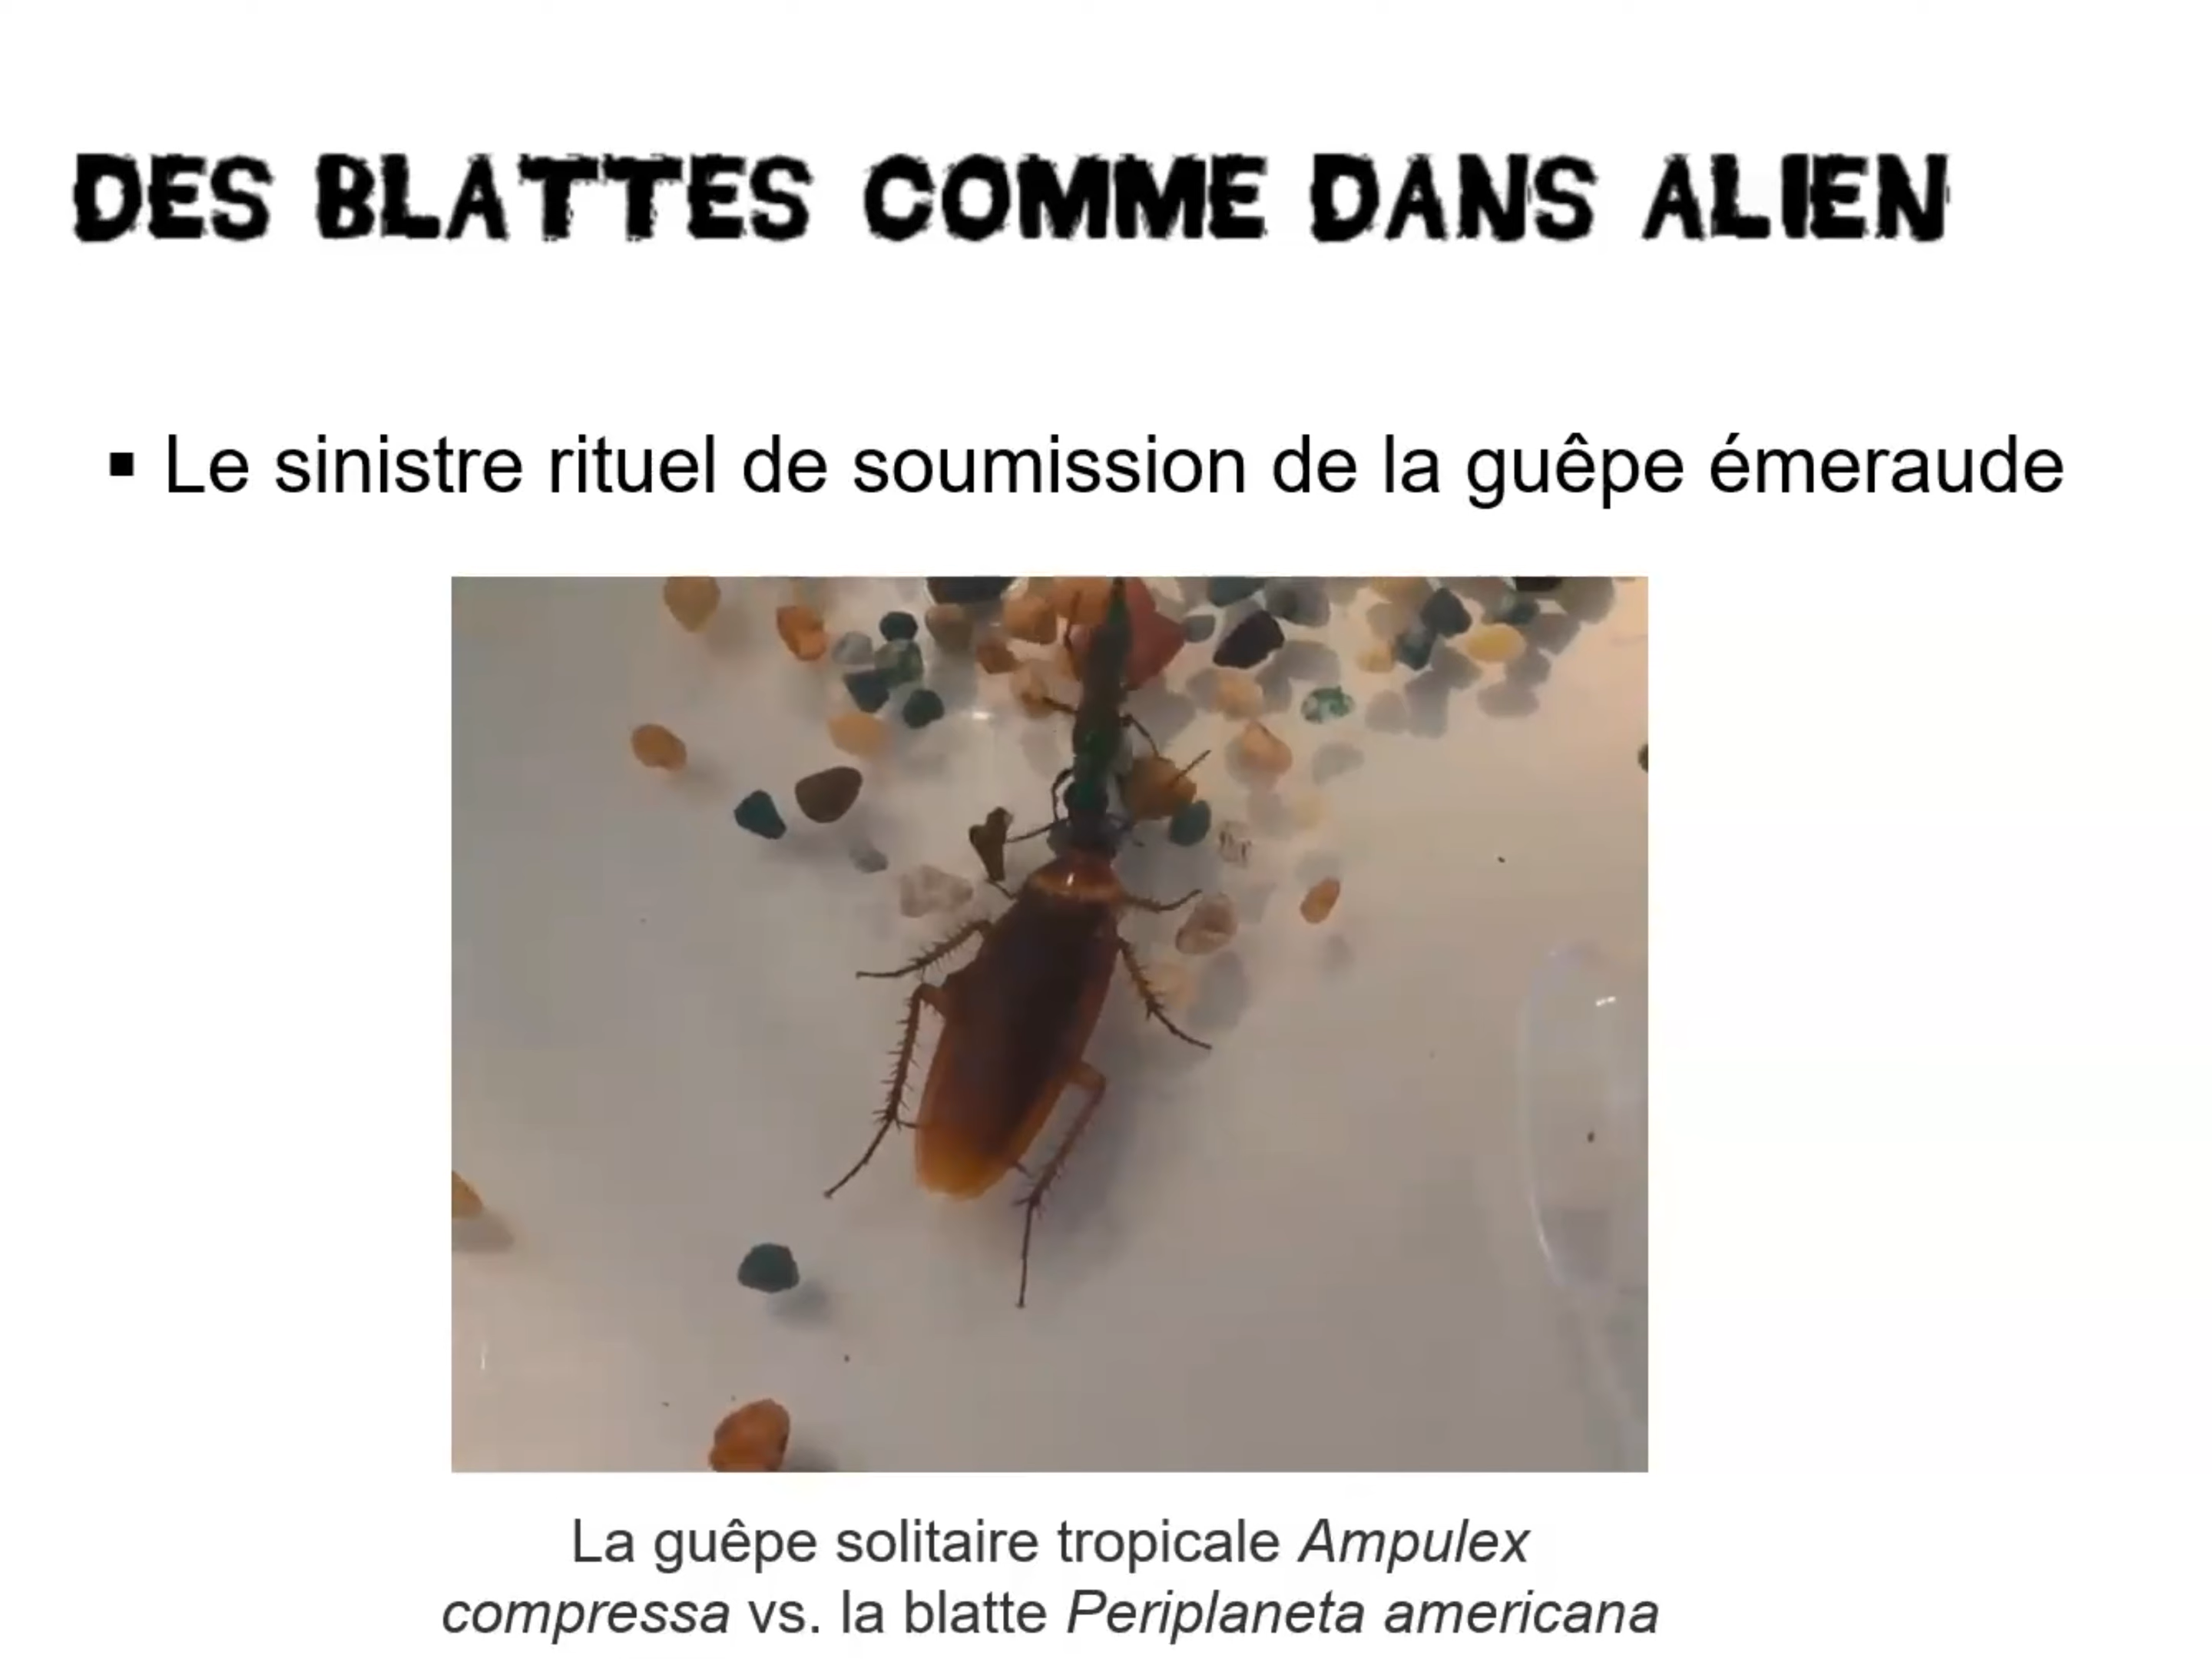 DES BLATTES COMME DANS ALIEN
▪ Le sinistre rituel de soumission de la guêpe émeraude
La guêpe solitaire tropicale Ampulex
compressa vs. la blatte Periplaneta americana